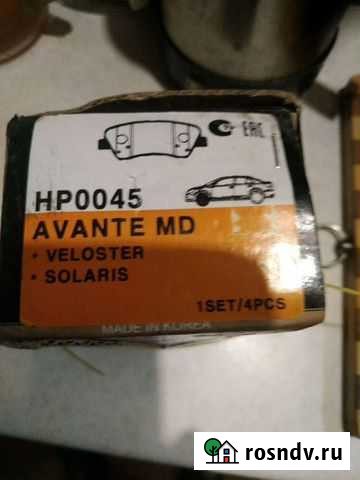 EAC
HP0045
AVANTE MD
• VELOSTER
• SOLARIS
1SET/4PCS
MADE IN KOREA
rosndv.ru